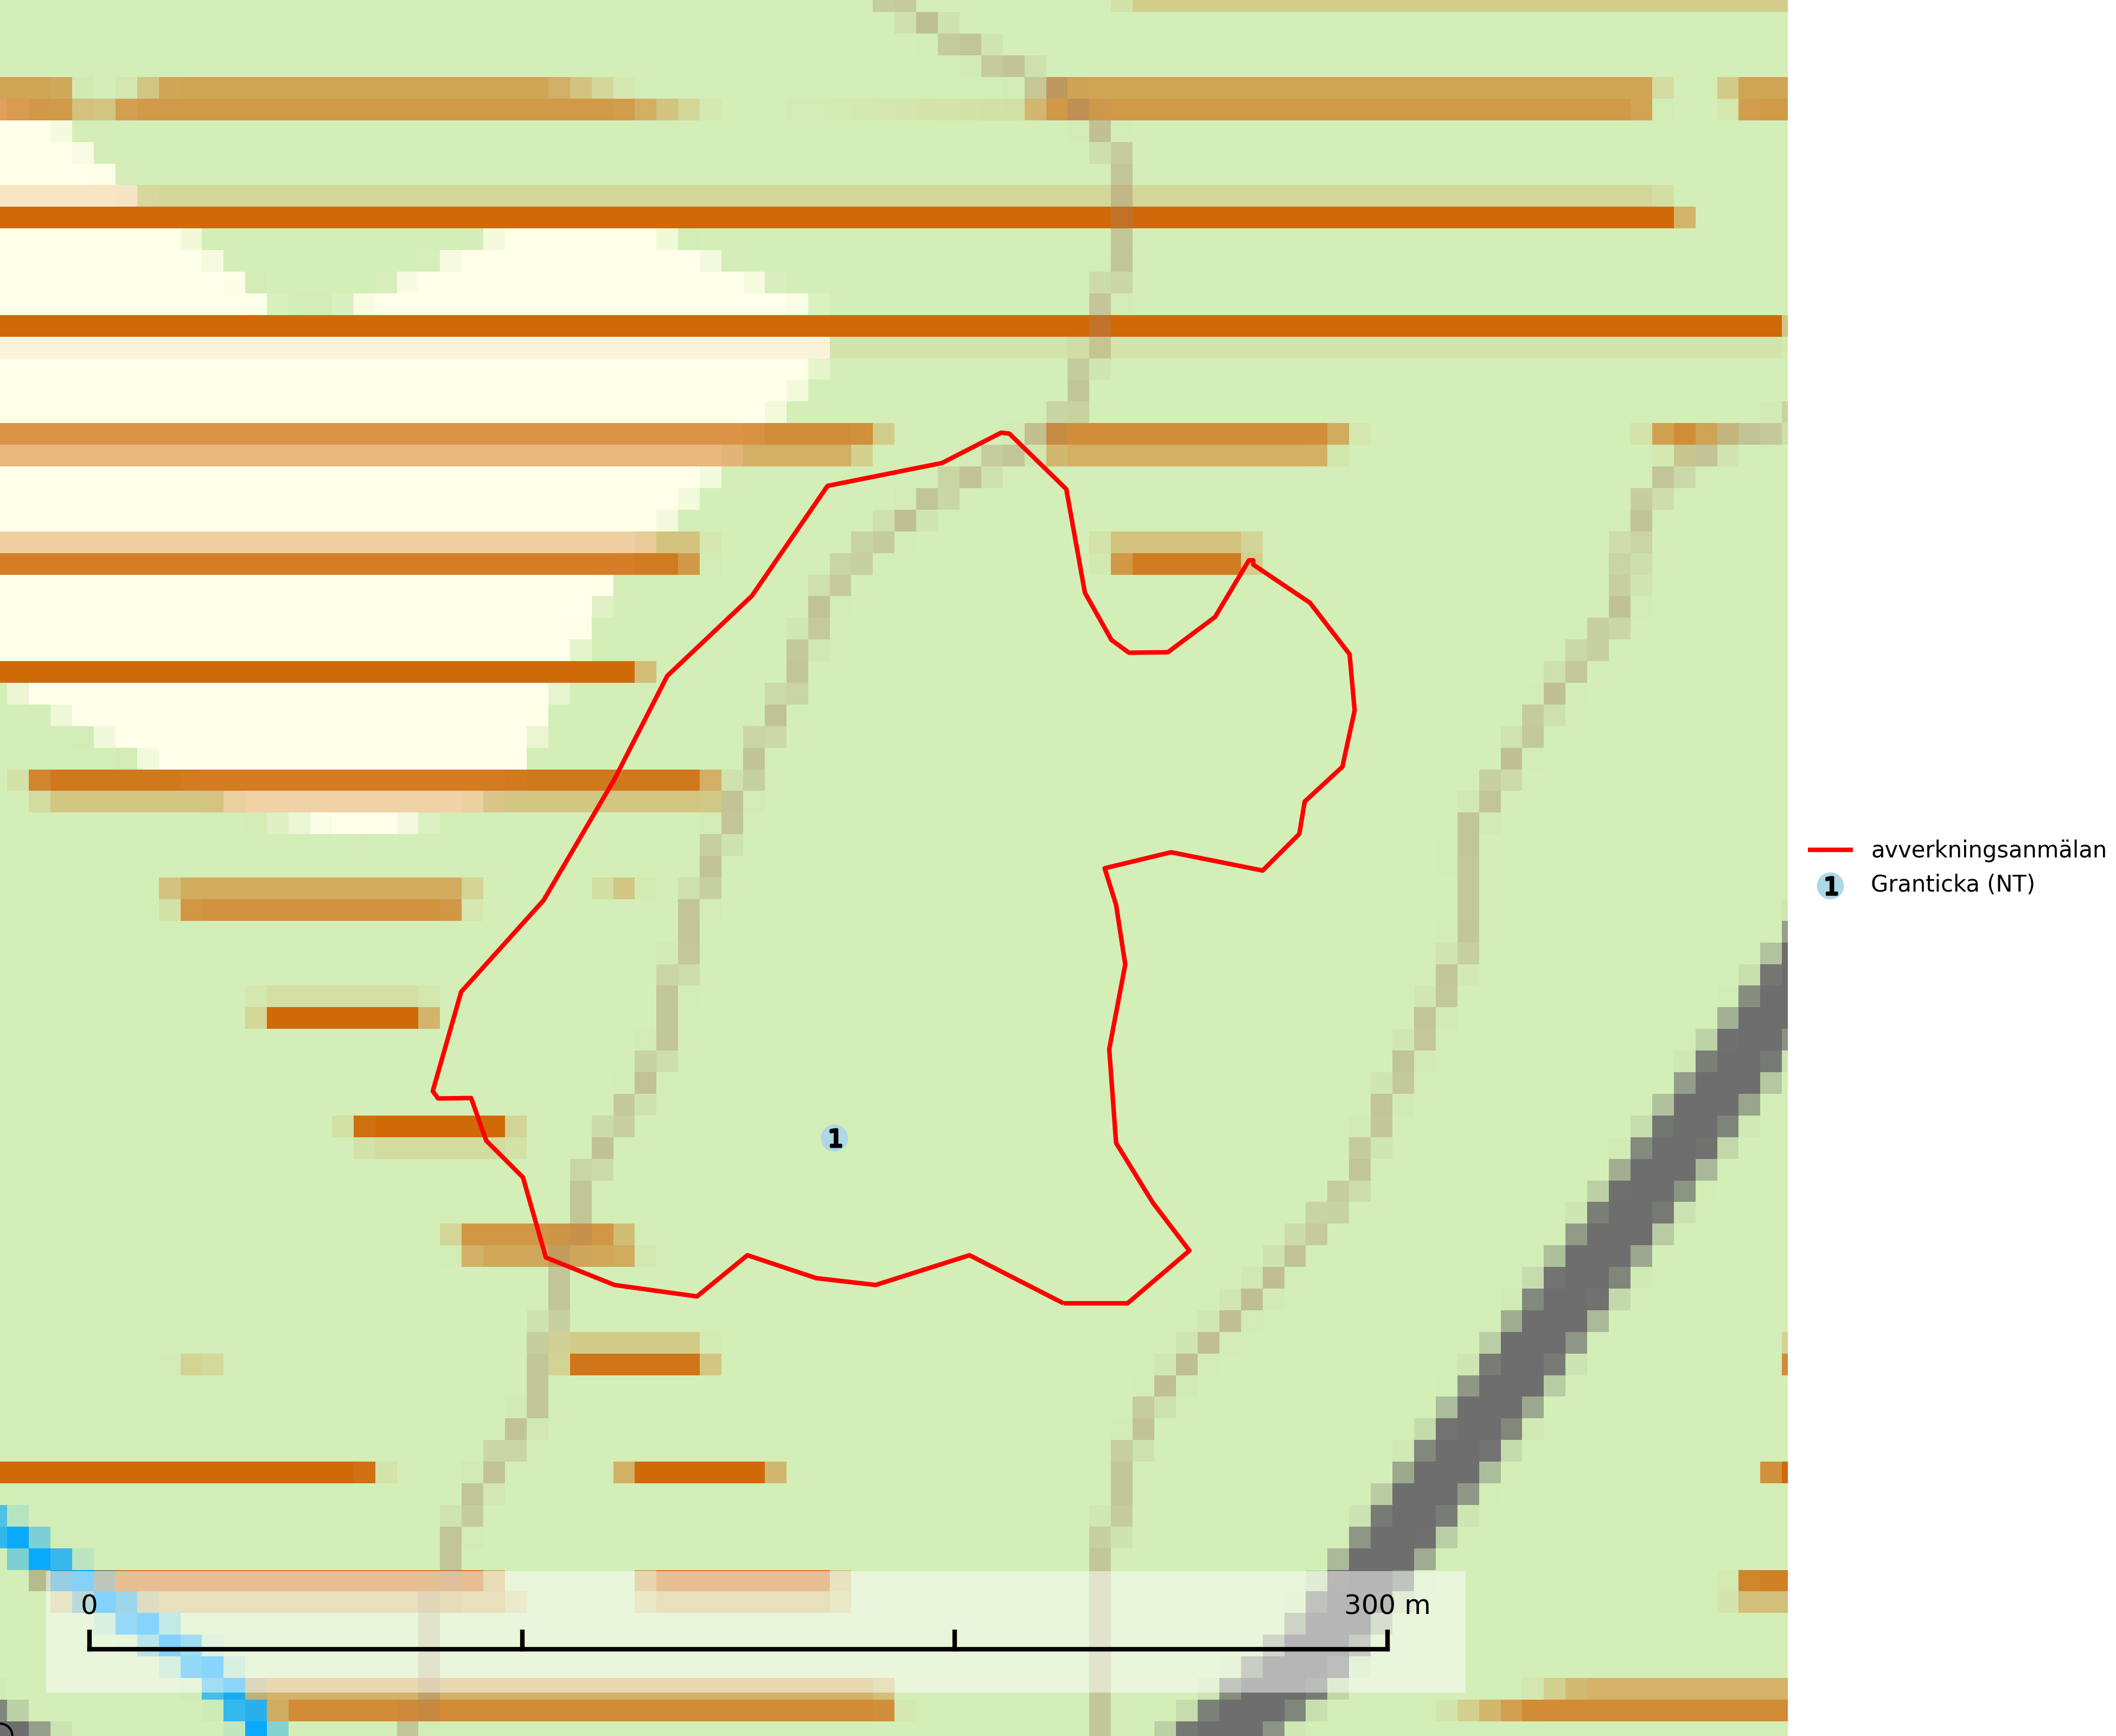 avverkningsanmälan
1 Granticka (NT)
1
0 300 m